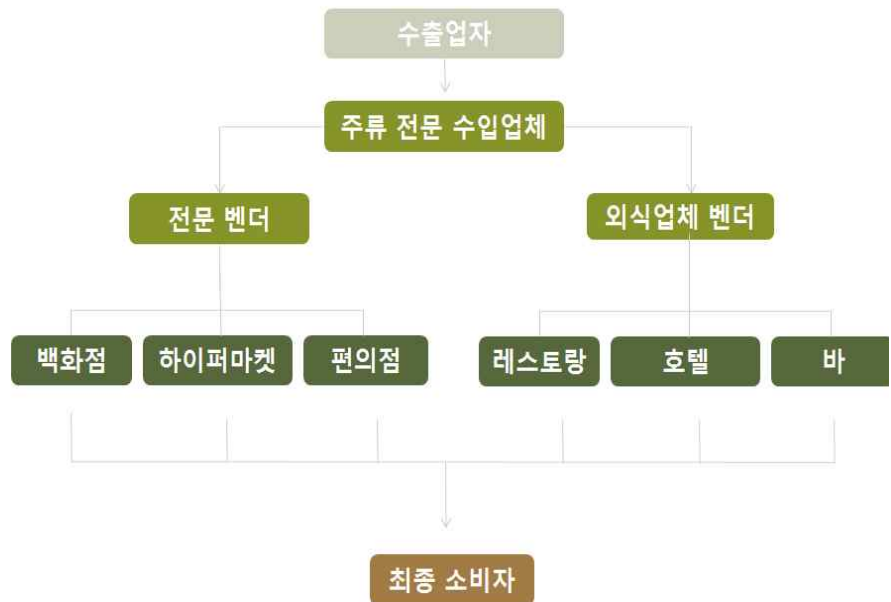 수출업자
주류 전문 수입업체
전문 벤더
외식업체 벤더
백화점
하이퍼마켓
편의점
레스토랑
호텔
바
최종 소비자